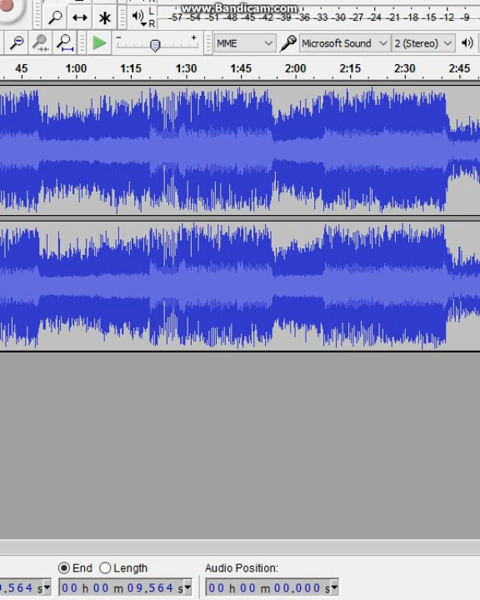 www.Bandicam.com
L
R
-57 -54 -51 -48 -45 -42 -39 -36 -33 -30 -27 -24 -21 -18 -15 -12 -9
MME
Microsoft Sound
2 (Stereo)
45 1:00 1:15 1:30 1:45 2:00 2:15 2:30 2:45
End Length Audio Position:
.564 s 00 h 00 m 09.564 s 00 h 00 m 00.000 s